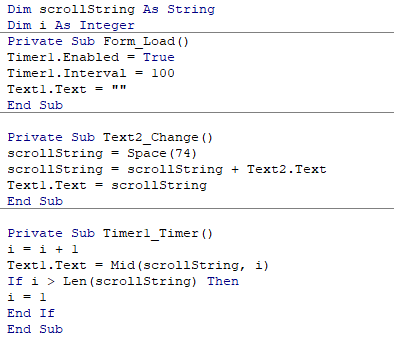 Dim scrollString As String
Dim i As Integer
Private Sub Form_Load()
Timer1.Enabled = True
Timer1.Interval = 100
Text1.Text = ""
End Sub
Private Sub Text2_Change()
scrollString = Space(74)
scrollString = scrollString + Text2.Text
Text1.Text = scrollString
End Sub
Private Sub Timer1_Timer()
i = i + 1
Text1.Text = Mid(scrollString, i)
If i > Len(scrollString) Then
i = 1
End If
End Sub